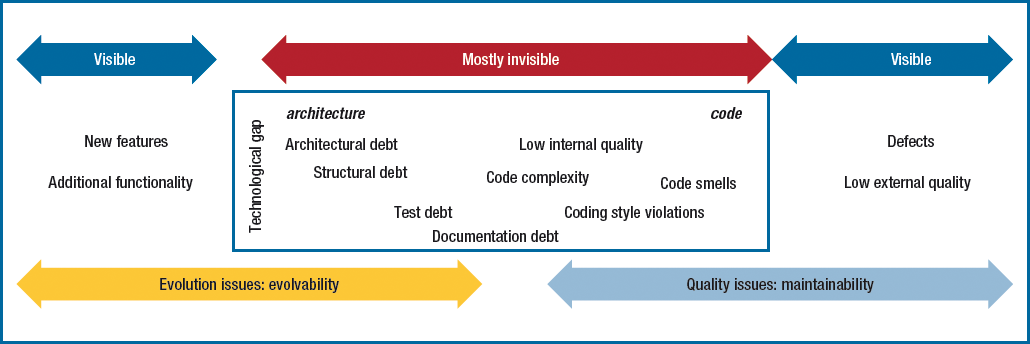 Visible
Mostly invisible
Visible
New features
Additional functionality
Technological gap
architecture
code
Architectural debt
Low internal quality
Structural debt
Code complexity
Code smells
Test debt
Coding style violations
Documentation debt
Defects
Low external quality
Evolution issues: evolvability
Quality issues: maintainability